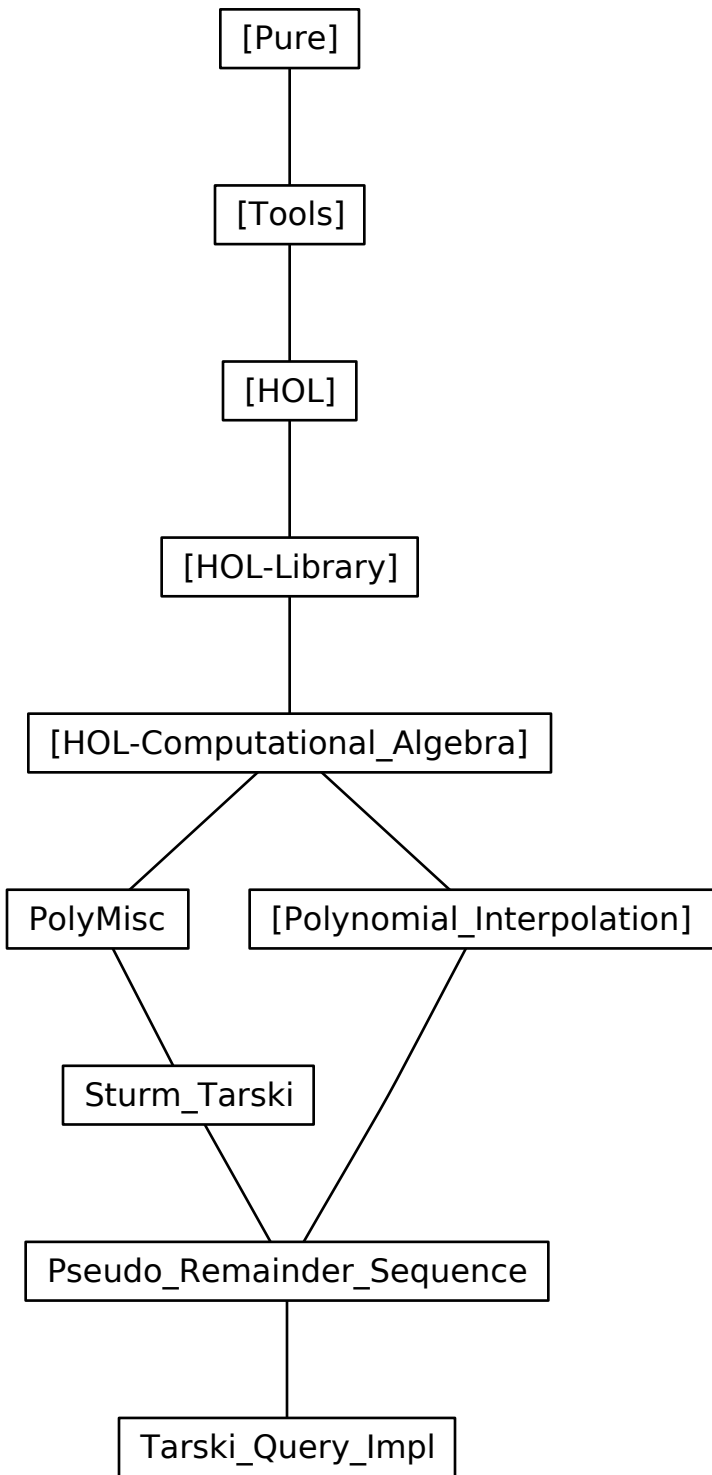 [Pure]
[Tools]
[HOL]
[HOL-Library]
[HOL-Computational_Algebra]
PolyMisc
[Polynomial_Interpolation]
Sturm_Tarski
Pseudo_Remainder_Sequence
Tarski_Query_Impl